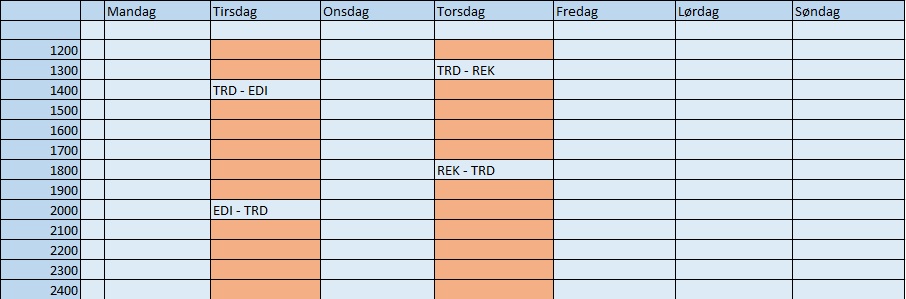 Mandag Tirsdag Onsdag Torsdag Fredag Lørdag Søndag
1200
1300 TRD - REK
1400 TRD - EDI
1500
1600
1700
1800 REK - TRD
1900
2000 EDI - TRD
2100
2200
2300
2400